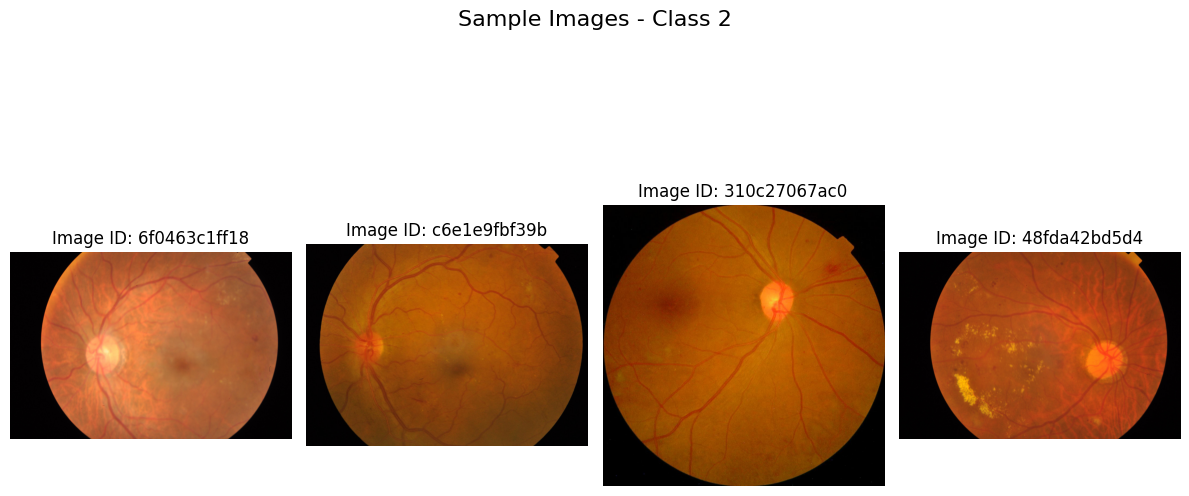 Sample Images - Class 2
Image ID: 6f0463c1ff18
Image ID: c6e1e9fbf39b
Image ID: 310c27067ac0
Image ID: 48fda42bd5d4